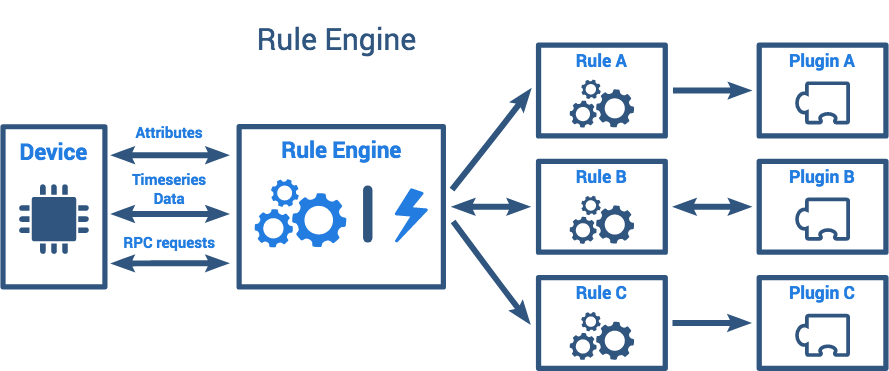 Rule Engine
Device
Attributes
Timeseries
Data
RPC requests
Rule Engine
Rule A
Plugin A
Rule B
Plugin B
Rule C
Plugin C